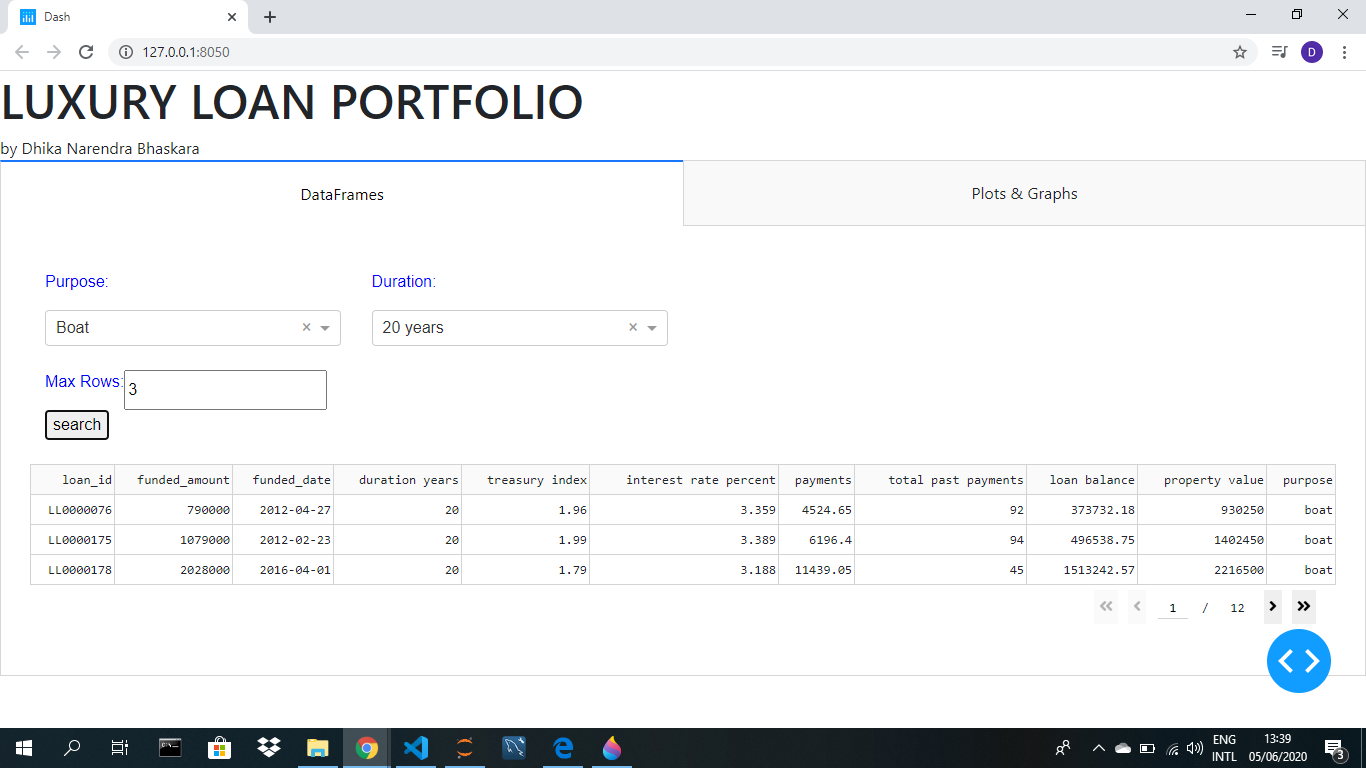 Dash
127.0.0.1:8050
D
LUXURY LOAN PORTFOLIO
by Dhika Narendra Bhaskara
DataFrames
Plots & Graphs
Purpose:
Duration:
Boat
20 years
Max Rows:
3
search
loan_id funded_amount funded_date duration years treasury index interest rate percent payments total past payments loan balance property value purpose
LL0000076 790000 2012-04-27 20 1.96 3.359 4524.65 92 373732.18 930250 boat
LL0000175 1079000 2012-02-23 20 1.99 3.389 6196.4 94 496538.75 1402450 boat
LL0000178 2028000 2016-04-01 20 1.79 3.188 11439.05 45 1513242.57 2216500 boat
1 / 12
ENG
INTL
13:39
05/06/2020
3